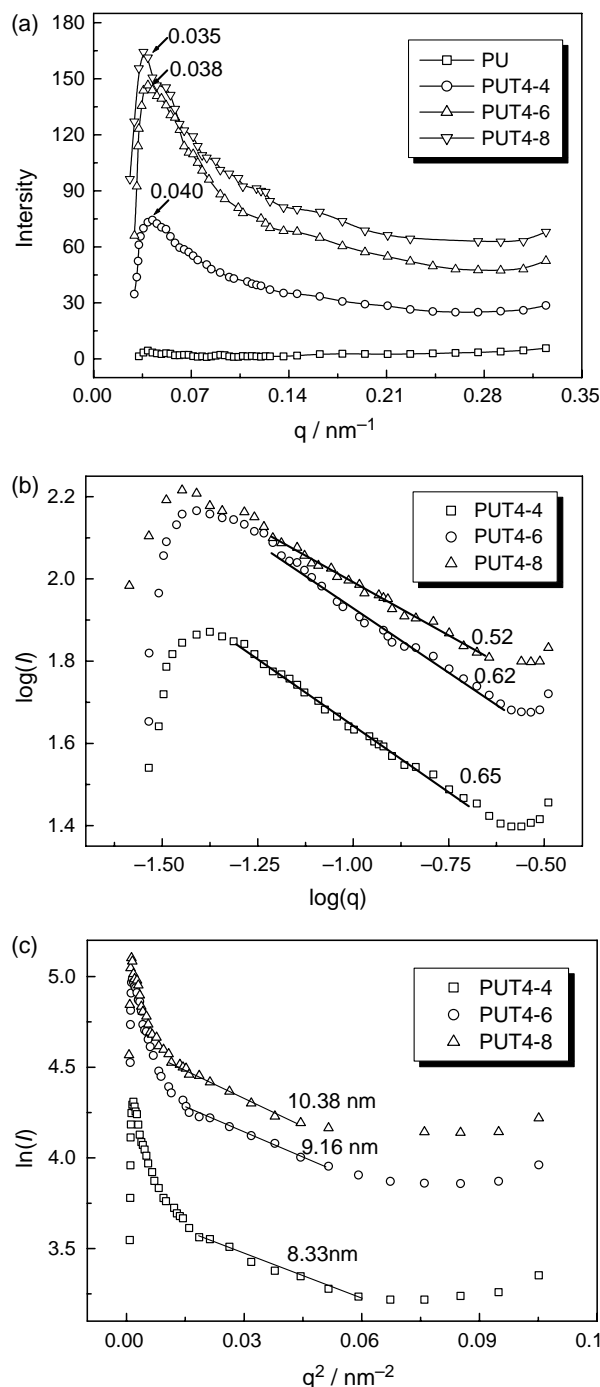 (a)
180
150
120
90
60
30
0
Intersity
0.035
0.038
0.040
PU
PUT4-4
PUT4-6
PUT4-8
0.00 0.07 0.14 0.21 0.28 0.35
q / nm⁻¹
(b)
2.2
2.0
1.8
1.6
1.4
log(I)
PUT4-4
PUT4-6
PUT4-8
0.52
0.62
0.65
−1.50 −1.25 −1.00 −0.75 −0.50
log(q)
(c)
5.0
4.5
4.0
3.5
ln(I)
PUT4-4
PUT4-6
PUT4-8
10.38 nm
9.16 nm
8.33nm
0.00 0.03 0.06 0.09 0.1
q² / nm⁻²